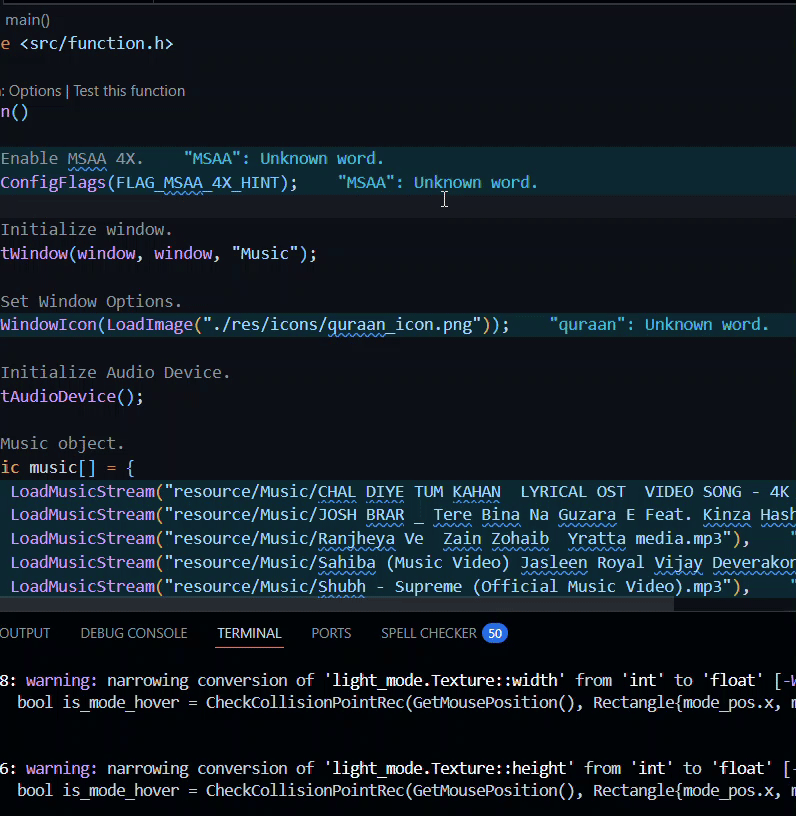 main()
e <src/function.h>
: Options | Test this function
n()
Enable MSAA 4X. "MSAA": Unknown word.
ConfigFlags(FLAG_MSAA_4X_HINT); "MSAA": Unknown word.
Initialize window.
tWindow(window, window, "Music");
Set Window Options.
WindowIcon(LoadImage("./res/icons/quraan_icon.png")); "quraan": Unknown word.
Initialize Audio Device.
tAudioDevice();
Music object.
ic music[] = {
LoadMusicStream("resource/Music/CHAL DIYE TUM KAHAN  LYRICAL OST  VIDEO SONG - 4K
LoadMusicStream("resource/Music/JOSH BRAR _ Tere Bina Na Guzara E Feat. Kinza Hash
LoadMusicStream("resource/Music/Ranjheya Ve  Zain Zohaib  Yratta media.mp3"), "
LoadMusicStream("resource/Music/Sahiba (Music Video) Jasleen Royal Vijay Deverakon
LoadMusicStream("resource/Music/Shubh - Supreme (Official Music Video).mp3"), "
OUTPUT DEBUG CONSOLE TERMINAL PORTS SPELL CHECKER 50
8: warning: narrowing conversion of 'light_mode.Texture::width' from 'int' to 'float' [-W
bool is_mode_hover = CheckCollisionPointRec(GetMousePosition(), Rectangle{mode_pos.x, m
6: warning: narrowing conversion of 'light_mode.Texture::height' from 'int' to 'float' [-
bool is_mode_hover = CheckCollisionPointRec(GetMousePosition(), Rectangle{mode_pos.x, m